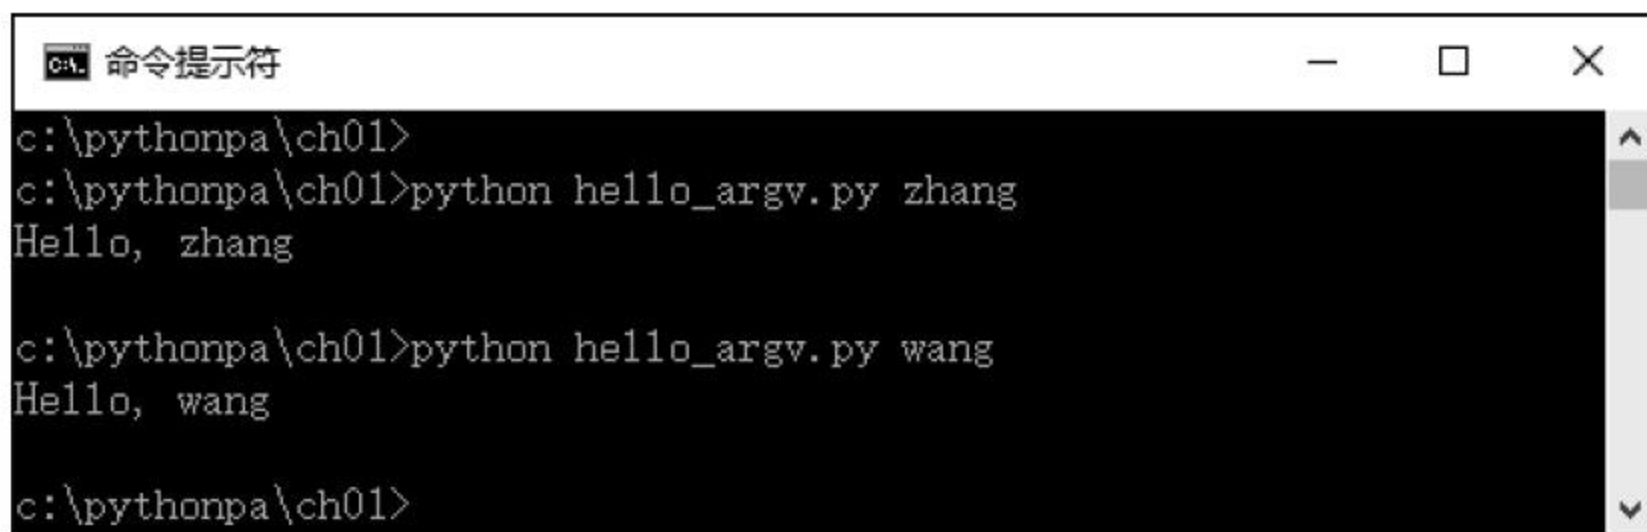 命令提示符
c:\pythonpa\ch01>
c:\pythonpa\ch01>python hello_argv.py zhang
Hello, zhang
c:\pythonpa\ch01>python hello_argv.py wang
Hello, wang
c:\pythonpa\ch01>